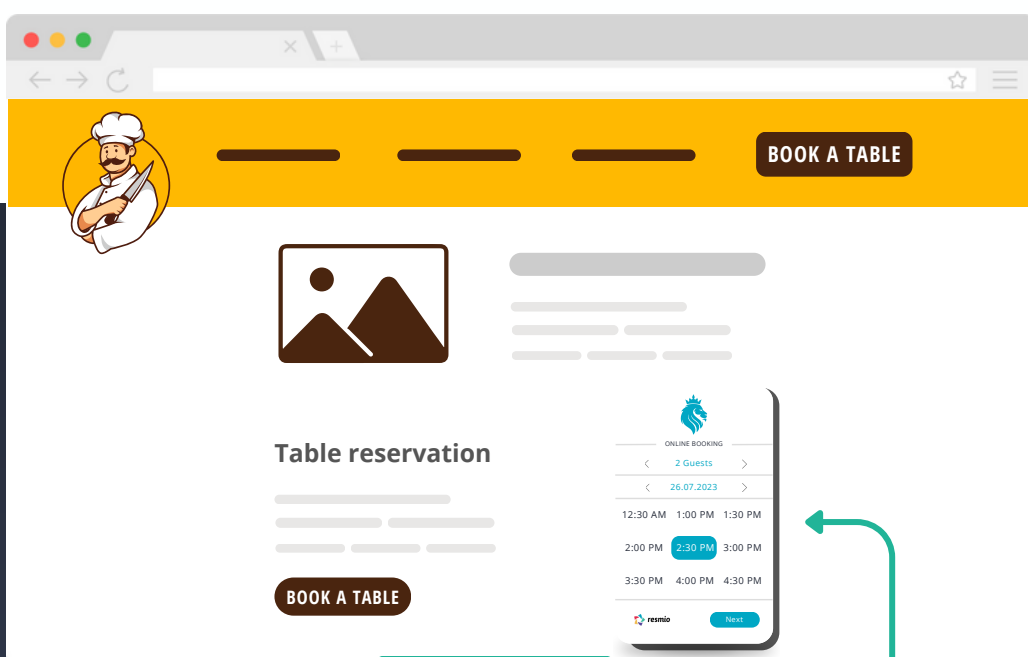 BOOK A TABLE
Table reservation
BOOK A TABLE
ONLINE BOOKING
2 Guests
26.07.2023
12:30 AM 1:00 PM 1:30 PM
2:00 PM 2:30 PM 3:00 PM
3:30 PM 4:00 PM 4:30 PM
resmio Next